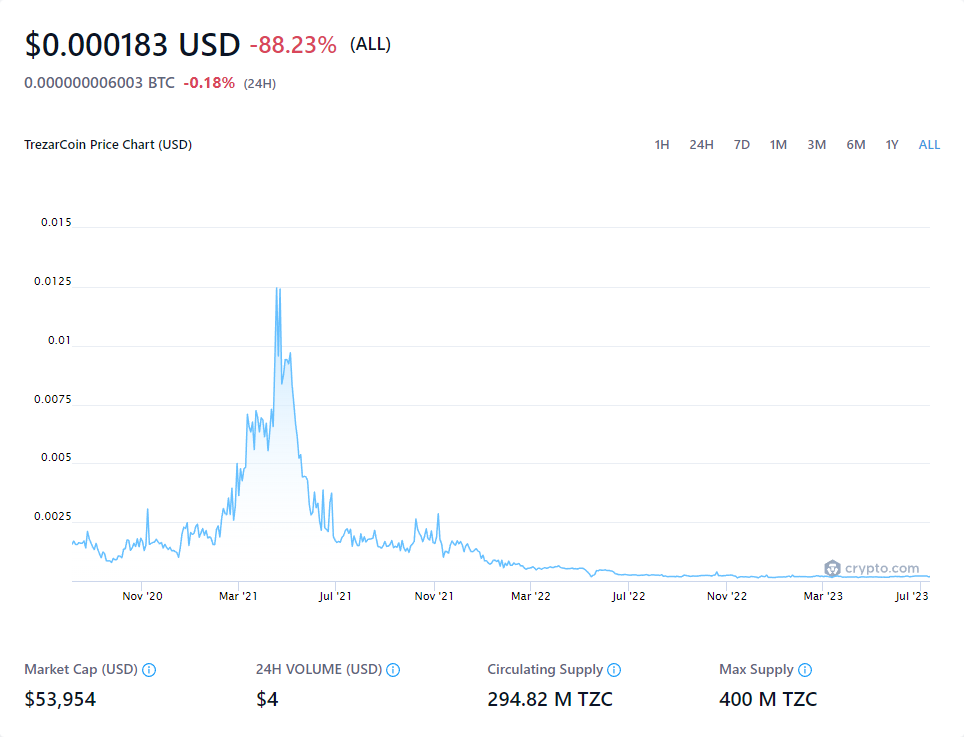 $0.000183 USD -88.23% (ALL)
0.000000006003 BTC -0.18% (24H)
TrezarCoin Price Chart (USD) 1H 24H 7D 1M 3M 6M 1Y ALL
0.015
0.0125
0.01
0.0075
0.005
0.0025
crypto.com
Nov '20 Mar '21 Jul '21 Nov '21 Mar '22 Jul '22 Nov '22 Mar '23 Jul '23
Market Cap (USD) 24H VOLUME (USD) Circulating Supply Max Supply
$53,954 $4 294.82 M TZC 400 M TZC